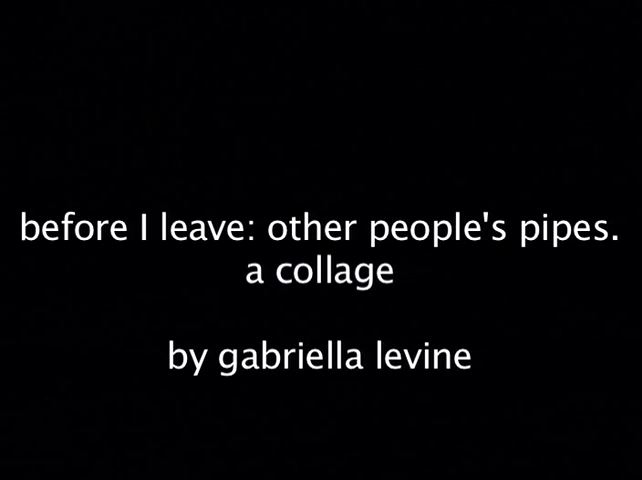 before I leave: other people's pipes.
a collage
by gabriella levine